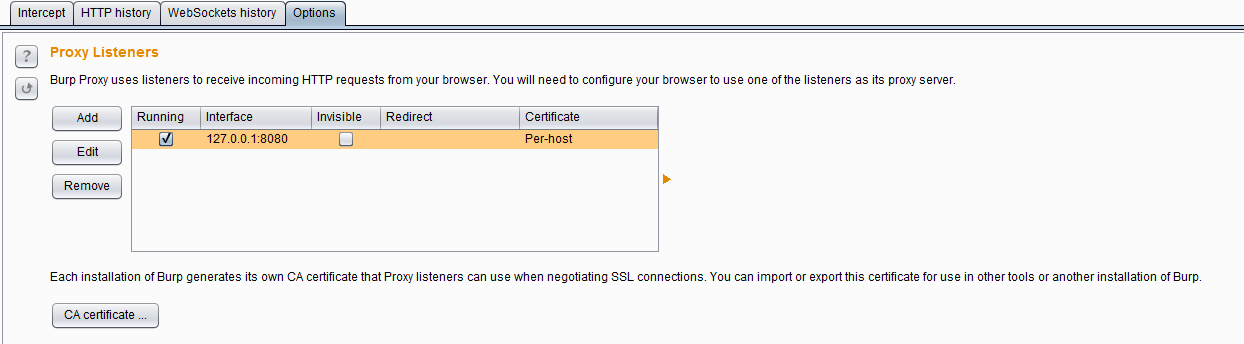 Intercept HTTP history WebSockets history Options
? Proxy Listeners
Burp Proxy uses listeners to receive incoming HTTP requests from your browser. You will need to configure your browser to use one of the listeners as its proxy server.
Add Running Interface Invisible Redirect Certificate
127.0.0.1:8080 Per-host
Edit
Remove
Each installation of Burp generates its own CA certificate that Proxy listeners can use when negotiating SSL connections. You can import or export this certificate for use in other tools or another installation of Burp.
CA certificate ...